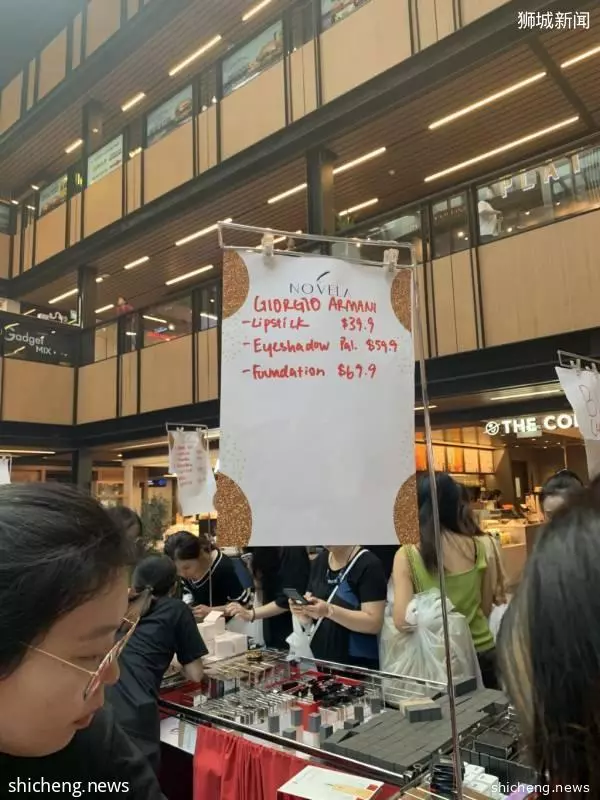 狮城新闻
PLAT
NOVELA
GIORGIO ARMANI
-Lipstick $39.9
-Eyeshadow Pal. $59.9
-Foundation $69.9
Gadget
MIX
THE CO
shicheng.news
shicheng.news